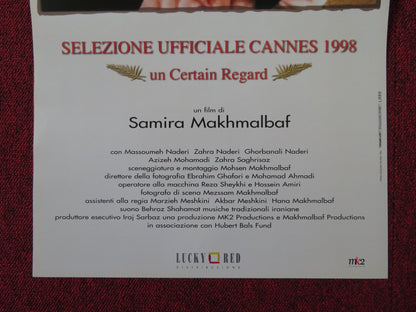 SELEZIONE UFFICIALE CANNES 1998
un Certain Regard
un film di
Samira Makhmalbaf
con Massoumeh Naderi Zahra Naderi Ghorbanali Naderi
Azizeh Mohamadi Zahra Saghrisaz
sceneggiatura e montaggio Mohsen Makhmalbaf
direttore della fotografia Ebrahim Ghafori e Mohamad Ahmadi
operatore alla macchina Reza Sheykhi e Hossein Amiri
fotografo di scena Mezssam Makhmalbaf
assistenti alla regia Marzieh Meshkini Akbar Meshkini Hana Makhmalbaf
suono Behroz Shahamat musiche tradizionali iraniane
produttore esecutivo Iroj Sarbaz una produzione MK2 Productions e Makhmalbaf Productions
in associazione con Hubert Bals Fund
LUCKY RED
DISTRIBUZIONE
mk2